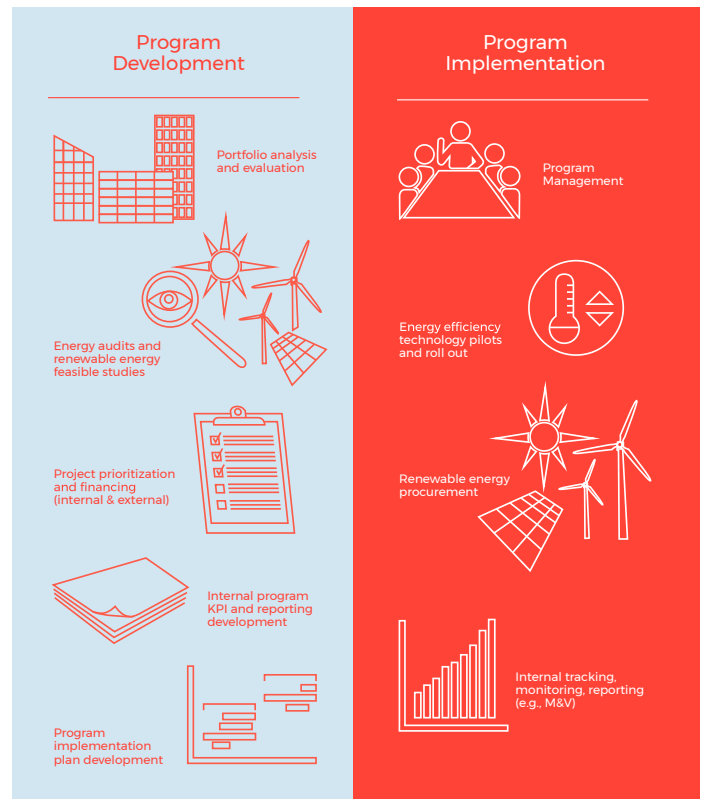 Program
Development
Portfolio analysis
and evaluation
Energy audits and
renewable energy
feasible studies
Project prioritization
and financing
(internal & external)
Internal program
KPI and reporting
development
Program
implementation
plan development
Program
Implementation
Program
Management
Energy efficiency
technology pilots
and roll out
Renewable energy
procurement
Internal tracking,
monitoring, reporting
(e.g., M&V)